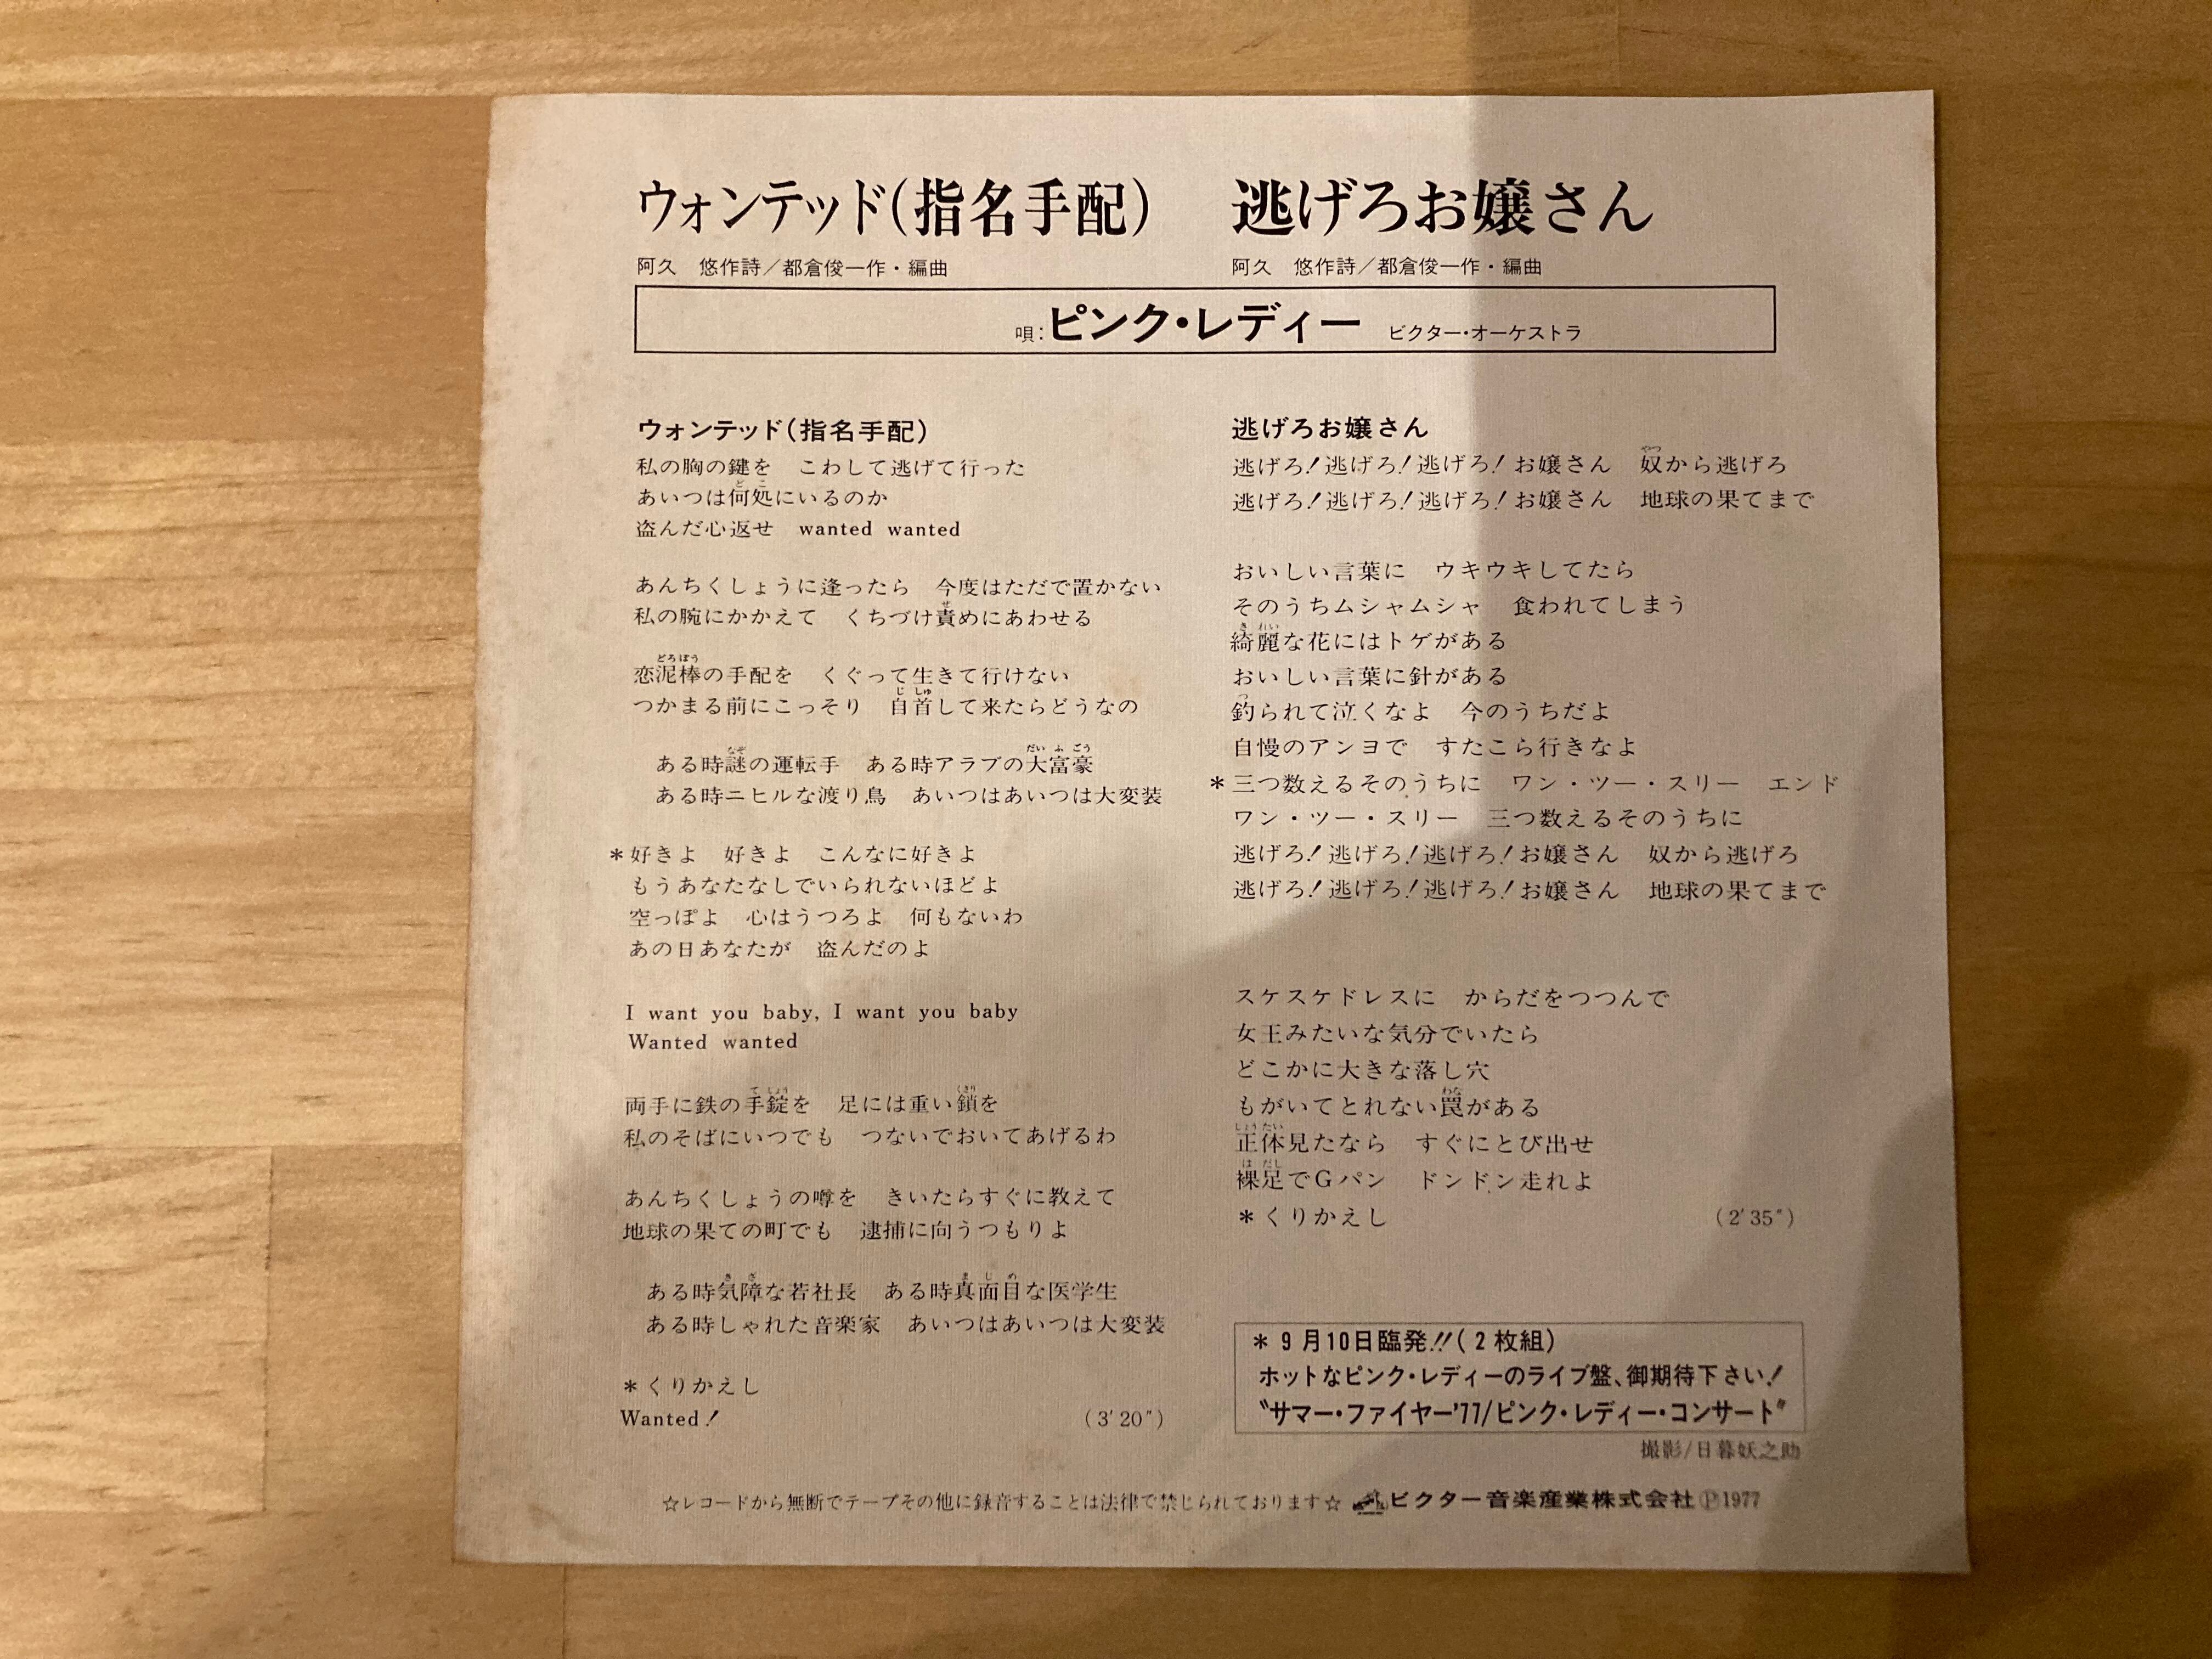 ウォンテッド(指名手配)
阿久 悠作詩/都倉俊一作・編曲
逃げろお嬢さん
阿久 悠作詩/都倉俊一作・編曲
唄:ピンク・レディー ビクター・オーケストラ
ウォンテッド(指名手配)
私の胸の鍵を こわして逃げて行った
あいつは何処にいるのか
盗んだ心返せ wanted wanted
あんちくしょうに逢ったら 今度はただで置かない
私の腕にかかえて くちづけ責めにあわせる
恋泥棒の手配を くぐって生きて行けない
つかまる前にこっそり 自首して来たらどうなの
ある時謎の運転手 ある時アラブの大富豪
ある時ニヒルな渡り鳥 あいつはあいつは大変装
*好きよ 好きよ こんなに好きよ
もうあなたなしでいられないほどよ
空っぽよ 心はうつろよ 何もないわ
あの日あなたが 盗んだのよ
I want you baby, I want you baby
Wanted wanted
両手に鉄の手錠を 足には重い鎖を
私のそばにいつでも つないでおいてあげるわ
あんちくしょうの噂を きいたらすぐに教えて
地球の果ての町でも 逮捕に向うつもりよ
ある時気障な若社長 ある時真面目な医学生
ある時しゃれた音楽家 あいつはあいつは大変装
*くりかえし
Wanted!
(3′20″)
逃げろお嬢さん
逃げろ!逃げろ!逃げろ!お嬢さん 奴から逃げろ
逃げろ!逃げろ!逃げろ!お嬢さん 地球の果てまで
おいしい言葉に ウキウキしてたら
そのうちムシャムシャ 食われてしまう
綺麗な花にはトゲがある
おいしい言葉に針がある
釣られて泣くなよ 今のうちだよ
自慢のアンヨで すたこら行きなよ
*三つ数えるそのうちに ワン・ツー・スリー エンド
ワン・ツー・スリー 三つ数えるそのうちに
逃げろ!逃げろ!逃げろ!お嬢さん 奴から逃げろ
逃げろ!逃げろ!逃げろ!お嬢さん 地球の果てまで
スケスケドレスに からだをつつんで
女王みたいな気分でいたら
どこかに大きな落し穴
もがいてとれない罠がある
正体見たなら すぐにとび出せ
裸足でGパン ドンドン走れよ
*くりかえし
(2′35″)
*9月10日臨発!!(2枚組)
ホットなピンク・レディーのライブ盤、御期待下さい!
〝サマー・ファイヤー'77/ピンク・レディー・コンサート〟
撮影/日暮妖之助
☆レコードから無断でテープその他に録音することは法律で禁じられております☆ ビクター音楽産業株式会社 Ⓟ1977